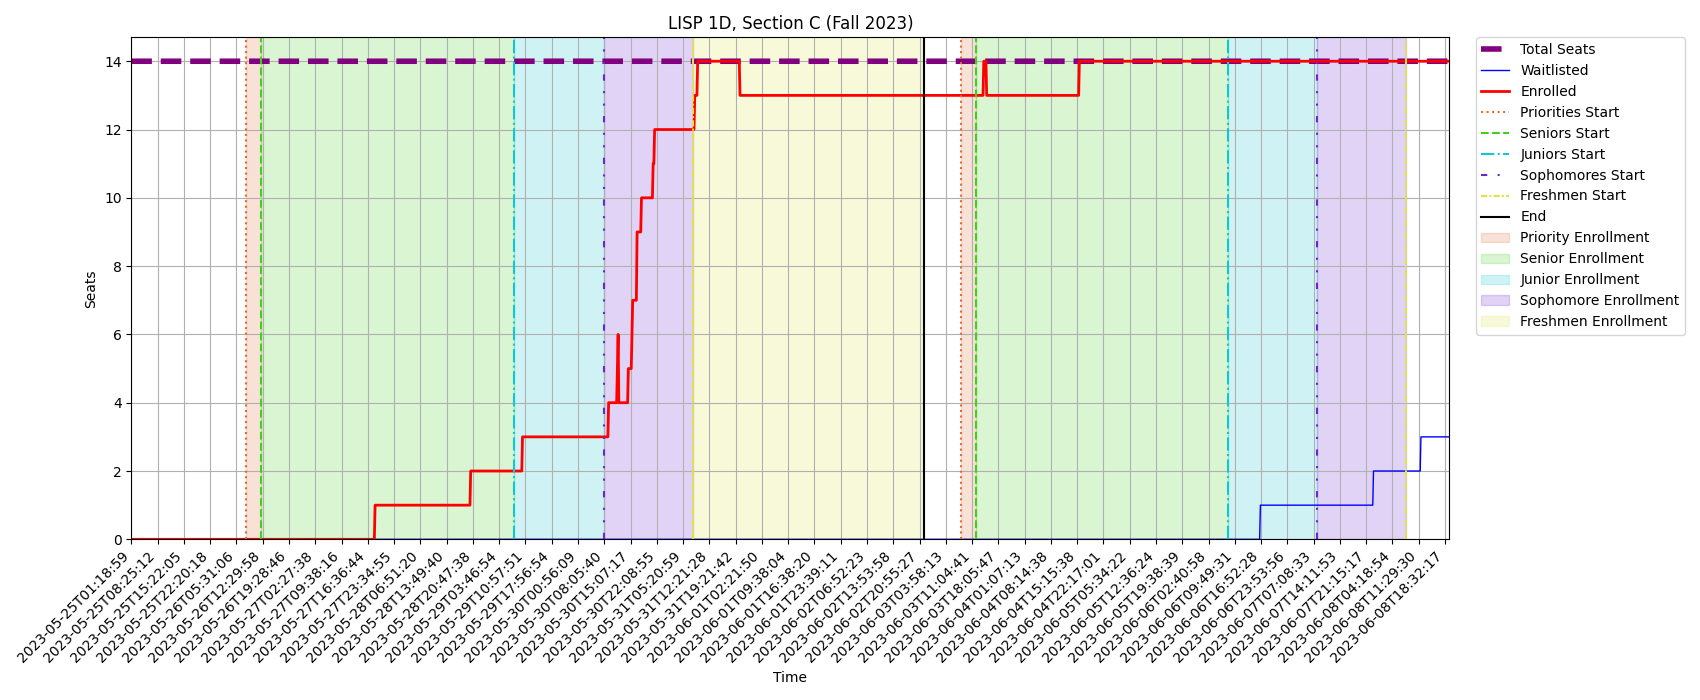 LISP 1D, Section C (Fall 2023)
14
12
10
8
6
4
2
0
Seats
2023-05-25T01:18:59
2023-05-25T08:25:12
2023-05-25T15:22:05
2023-05-25T22:20:18
2023-05-26T05:31:06
2023-05-26T12:29:58
2023-05-26T19:28:46
2023-05-27T02:27:38
2023-05-27T09:38:16
2023-05-27T16:36:44
2023-05-27T23:34:55
2023-05-28T06:51:20
2023-05-28T13:49:40
2023-05-28T20:47:38
2023-05-29T03:46:54
2023-05-29T10:57:51
2023-05-29T17:56:54
2023-05-30T00:56:09
2023-05-30T08:05:40
2023-05-30T15:07:17
2023-05-30T22:08:55
2023-05-31T05:20:59
2023-05-31T12:21:28
2023-05-31T19:21:42
2023-06-01T02:21:50
2023-06-01T09:38:04
2023-06-01T16:38:20
2023-06-01T23:39:11
2023-06-02T06:52:23
2023-06-02T13:53:58
2023-06-02T20:55:27
2023-06-03T03:58:13
2023-06-03T11:04:41
2023-06-03T18:05:47
2023-06-04T01:07:13
2023-06-04T08:14:38
2023-06-04T15:15:38
2023-06-04T22:17:01
2023-06-05T05:34:22
2023-06-05T12:36:24
2023-06-05T19:38:39
2023-06-06T02:40:58
2023-06-06T09:49:31
2023-06-06T16:52:28
2023-06-06T23:53:56
2023-06-07T07:08:33
2023-06-07T14:11:53
2023-06-07T21:15:17
2023-06-08T04:18:54
2023-06-08T11:29:30
2023-06-08T18:32:17
Time
Total Seats
Waitlisted
Enrolled
Priorities Start
Seniors Start
Juniors Start
Sophomores Start
Freshmen Start
End
Priority Enrollment
Senior Enrollment
Junior Enrollment
Sophomore Enrollment
Freshmen Enrollment